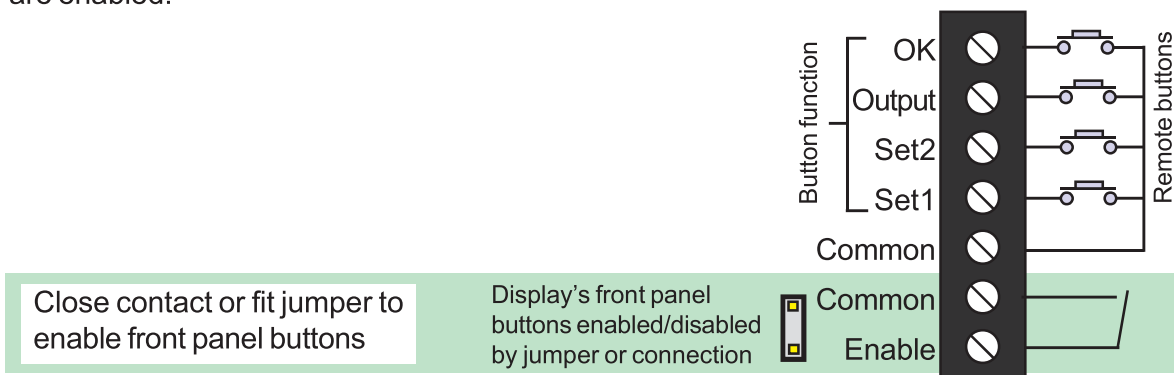 are enabled.
Button function
OK
Output
Set2
Set1
Common
Remote buttons
Close contact or fit jumper to
enable front panel buttons
Display's front panel
buttons enabled/disabled
by jumper or connection
Common
Enable